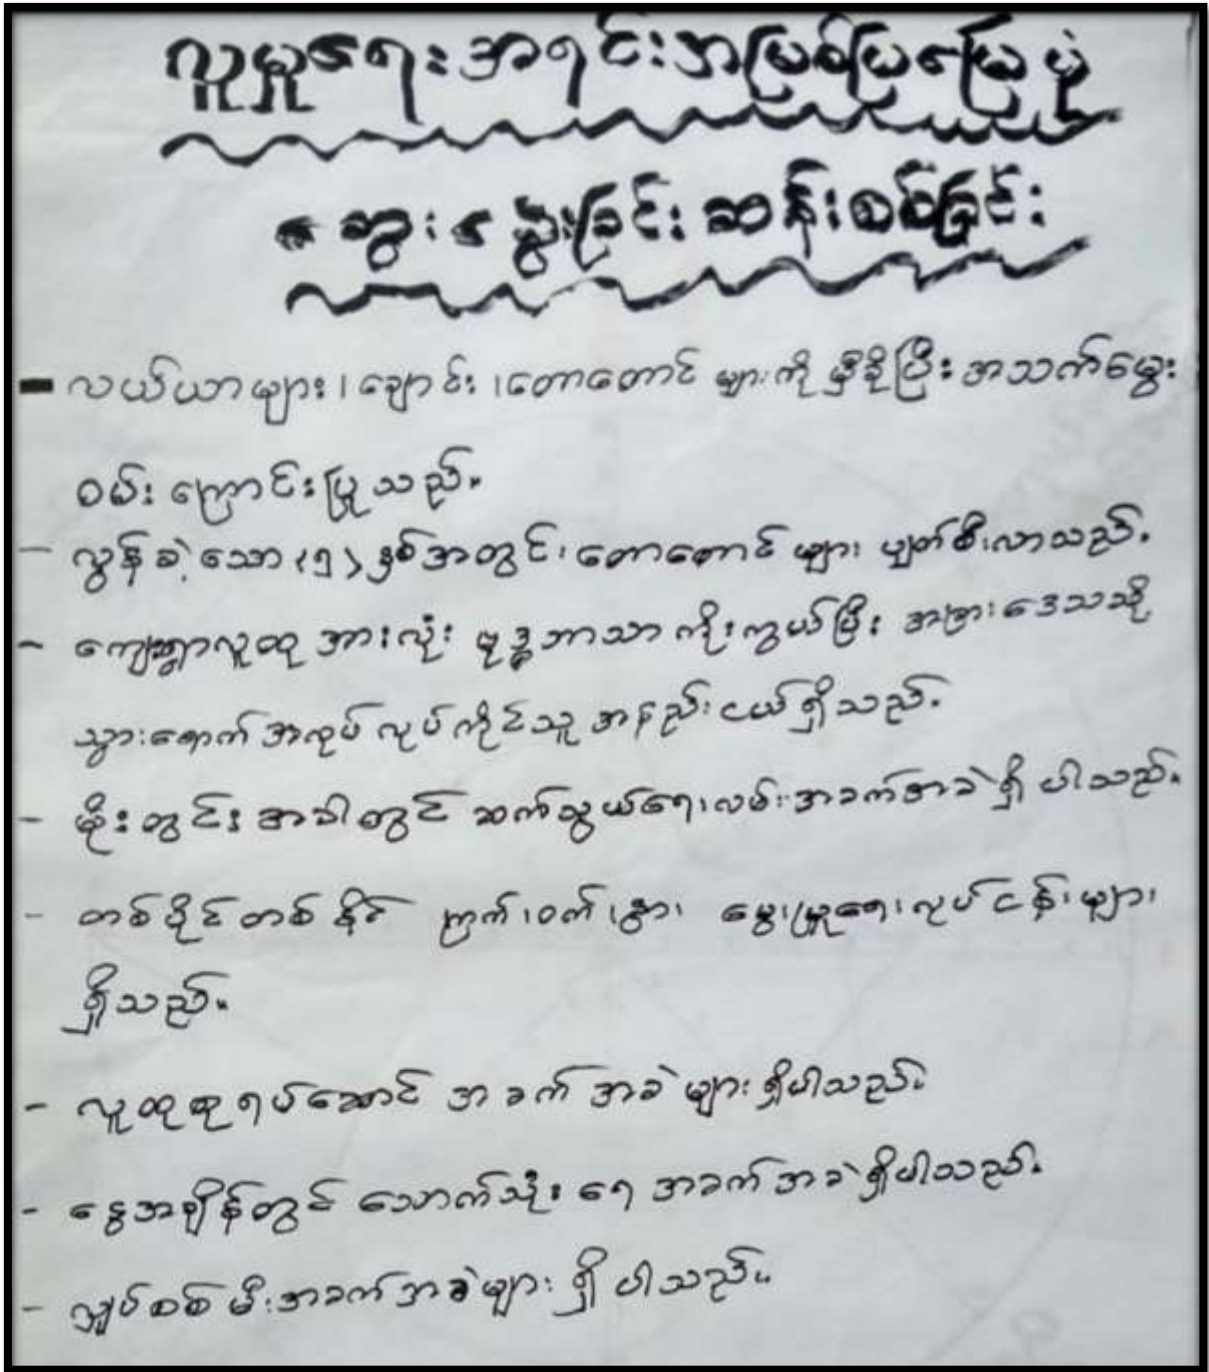 လူမှုရေးအရင်းအမြစ်ပြမြေပုံ
ဆွေးနွေးခြင်းဆန်းစစ်ခြင်း
- လယ်ယာများ၊ ချောင်း၊တောတောင် များကို မှီခိုပြီးအသက်မွေး
ဝမ်းကြောင်းပြုသည်။
- လွန်ခဲ့သော (၅) နှစ်အတွင်း တောတောင် များ ပျက်စီးလာသည်။
- ကျေးရွာလူထု အားလုံး ဗုဒ္ဓဘာသာ ကိုးကွယ်ပြီး အခြားဒေသသို့
သွားရောက် အလုပ် လုပ်ကိုင်သူ အနည်းငယ် ရှိသည်။
- မိုးတွင်း အခါတွင် ဆက်သွယ်ရေးလမ်းအခက်အခဲ ရှိ ပါသည်။
- တစ်ပိုင်တစ်နိုင် ကြက်၊ဝက်၊နွား မွေးမြူရေးလုပ်ငန်းများ
ရှိသည်။
- လူထုစုရပ်ဆောင် အခက်အခဲ များ ရှိပါသည်။
- နွေအချိန်တွင် သောက်သုံး ရေ အခက်အခဲ ရှိပါသည်။
- လျှပ်စစ် မီးအခက်အခဲများ ရှိ ပါသည်။